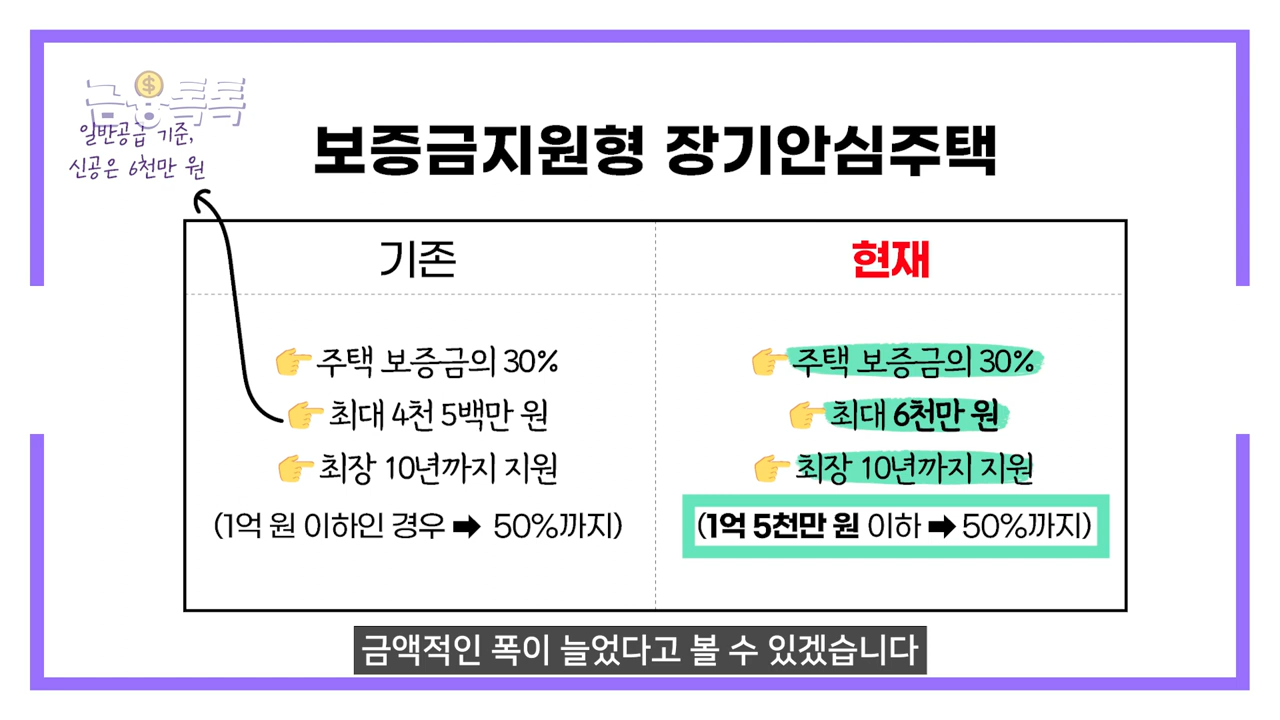 금융톡톡
일반공급 기준,
신공은 6천만 원
보증금지원형 장기안심주택
기존
현재
👉 주택 보증금의 30%
👉 최대 4천 5백만 원
👉 최장 10년까지 지원
(1억 원 이하인 경우 ➡ 50%까지)
👉 주택 보증금의 30%
👉 최대 6천만 원
👉 최장 10년까지 지원
(1억 5천만 원 이하 ➡ 50%까지)
금액적인 폭이 늘었다고 볼 수 있겠습니다